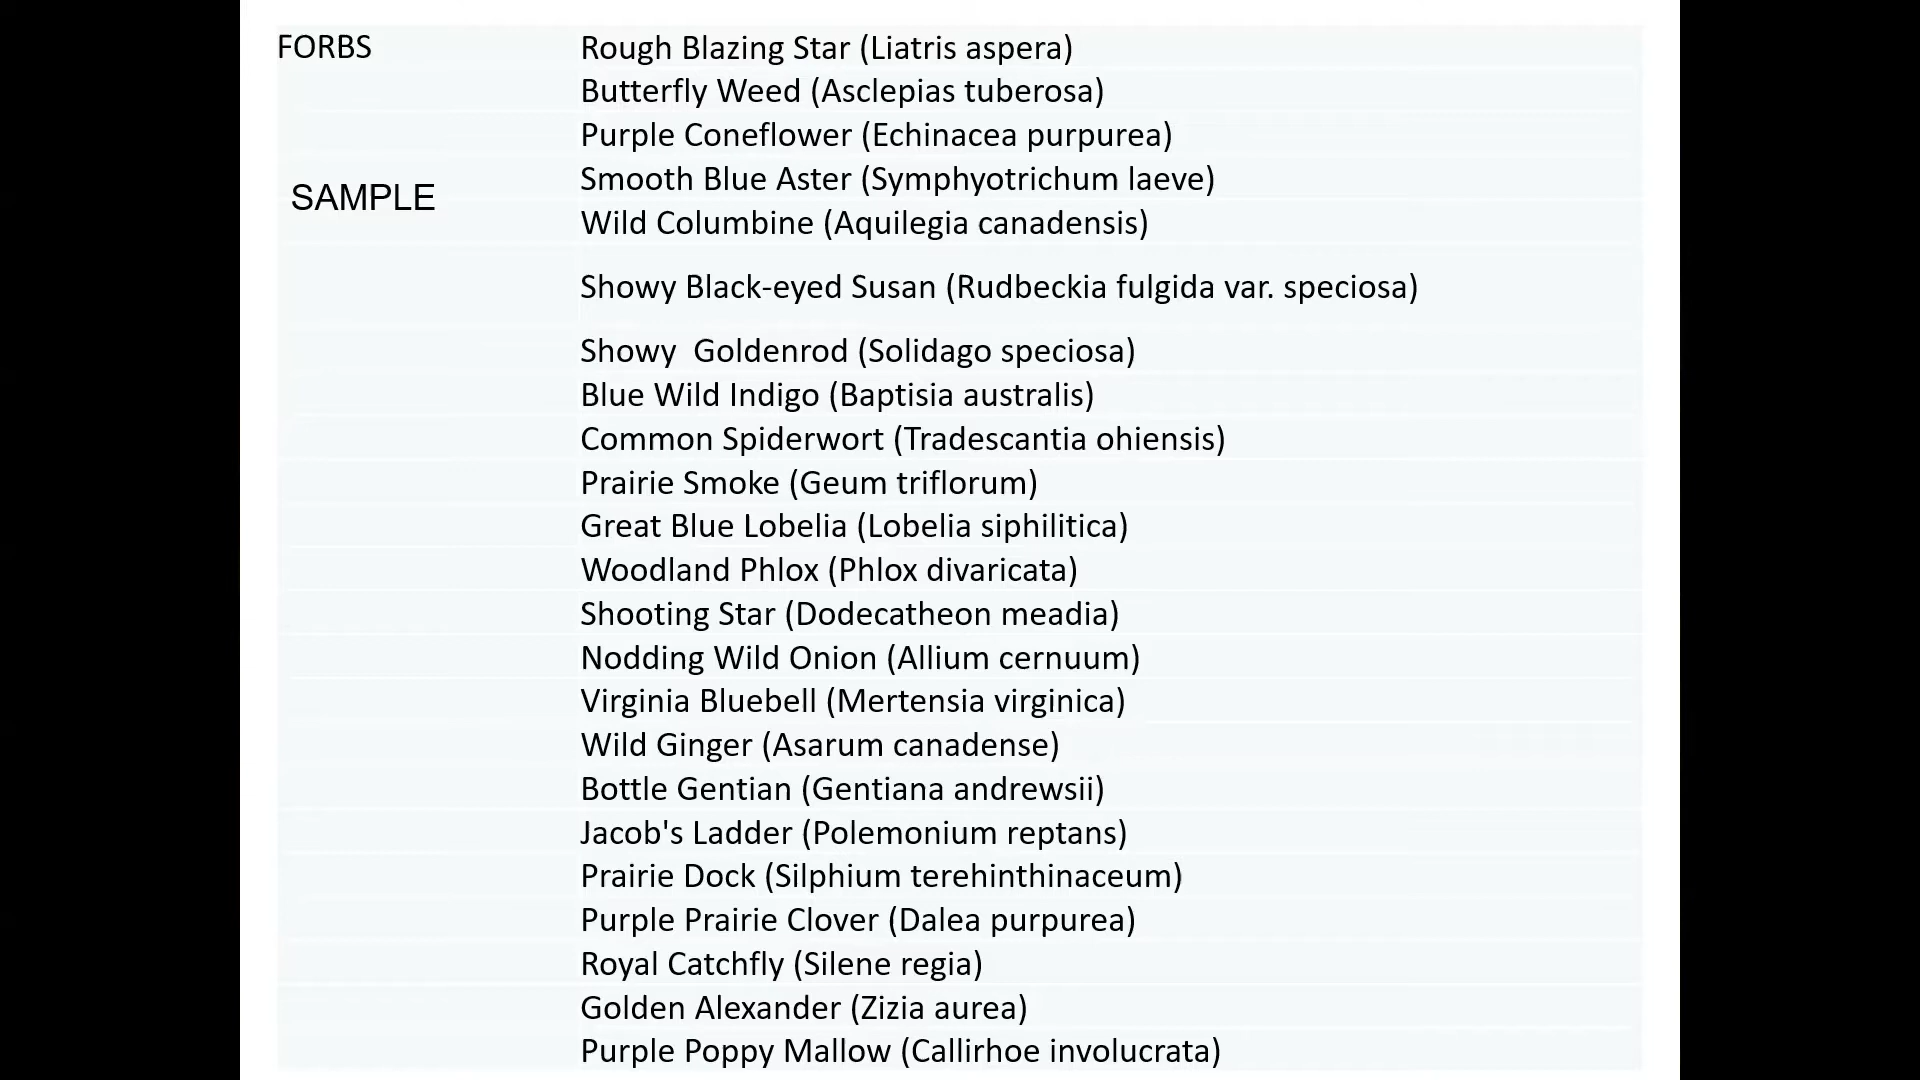 FORBS
Rough Blazing Star (Liatris aspera)
Butterfly Weed (Asclepias tuberosa)
Purple Coneflower (Echinacea purpurea)
Smooth Blue Aster (Symphyotrichum laeve)
SAMPLE
Wild Columbine (Aquilegia canadensis)
Showy Black-eyed Susan (Rudbeckia fulgida var. speciosa)
Showy  Goldenrod (Solidago speciosa)
Blue Wild Indigo (Baptisia australis)
Common Spiderwort (Tradescantia ohiensis)
Prairie Smoke (Geum triflorum)
Great Blue Lobelia (Lobelia siphilitica)
Woodland Phlox (Phlox divaricata)
Shooting Star (Dodecatheon meadia)
Nodding Wild Onion (Allium cernuum)
Virginia Bluebell (Mertensia virginica)
Wild Ginger (Asarum canadense)
Bottle Gentian (Gentiana andrewsii)
Jacob's Ladder (Polemonium reptans)
Prairie Dock (Silphium terehinthinaceum)
Purple Prairie Clover (Dalea purpurea)
Royal Catchfly (Silene regia)
Golden Alexander (Zizia aurea)
Purple Poppy Mallow (Callirhoe involucrata)